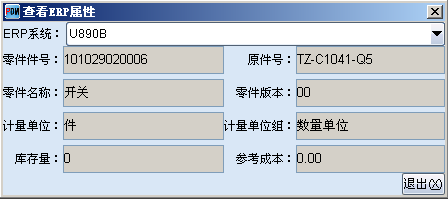 PDM 查看ERP属性
ERP系统: U890B
零件件号: 101029020006 原件号: TZ-C1041-Q5
零件名称: 开关 零件版本: 00
计量单位: 件 计量单位组: 数量单位
库存量: 0 参考成本: 0.00
退出(X)